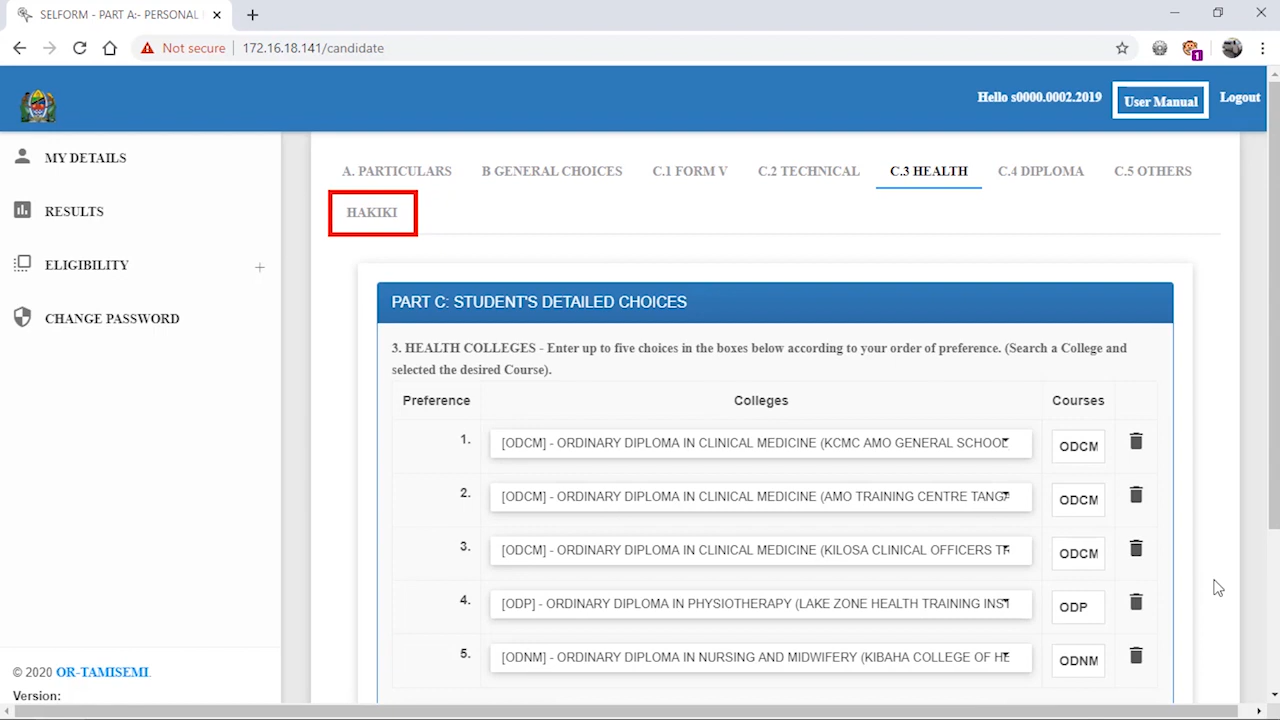 SELFORM - PART A:- PERSONAL
Not secure 172.16.18.141/candidate
1
Hello s0000.0002.2019 User Manual Logout
MY DETAILS
RESULTS
ELIGIBILITY +
CHANGE PASSWORD
© 2020 OR-TAMISEMI.
Version:
A. PARTICULARS B GENERAL CHOICES C.1 FORM V C.2 TECHNICAL C.3 HEALTH C.4 DIPLOMA C.5 OTHERS
HAKIKI
PART C: STUDENT'S DETAILED CHOICES
3. HEALTH COLLEGES - Enter up to five choices in the boxes below according to your order of preference. (Search a College and
selected the desired Course).
Preference Colleges Courses
1. [ODCM] - ORDINARY DIPLOMA IN CLINICAL MEDICINE (KCMC AMO GENERAL SCHOOL ODCM
2. [ODCM] - ORDINARY DIPLOMA IN CLINICAL MEDICINE (AMO TRAINING CENTRE TANGA ODCM
3. [ODCM] - ORDINARY DIPLOMA IN CLINICAL MEDICINE (KILOSA CLINICAL OFFICERS TR ODCM
4. [ODP] - ORDINARY DIPLOMA IN PHYSIOTHERAPY (LAKE ZONE HEALTH TRAINING INST ODP
5. [ODNM] - ORDINARY DIPLOMA IN NURSING AND MIDWIFERY (KIBAHA COLLEGE OF HE ODNM